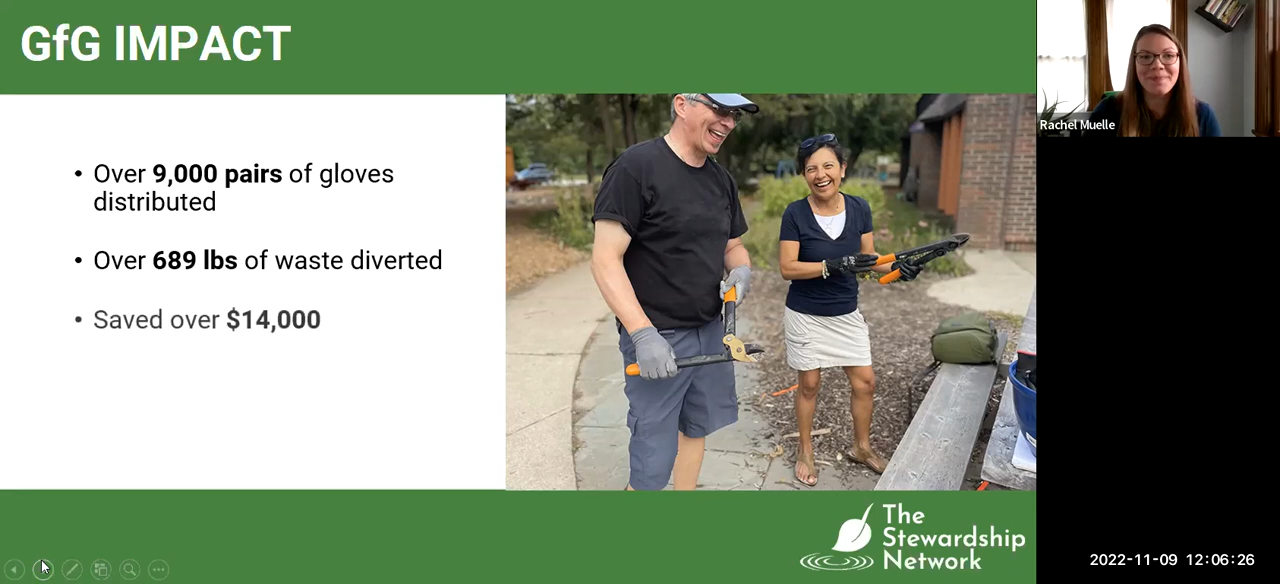 GfG IMPACT
Rachel Muelle
• Over 9,000 pairs of gloves
distributed
• Over 689 lbs of waste diverted
• Saved over $14,000
The
Stewardship
Network
2022-11-09 12:06:26